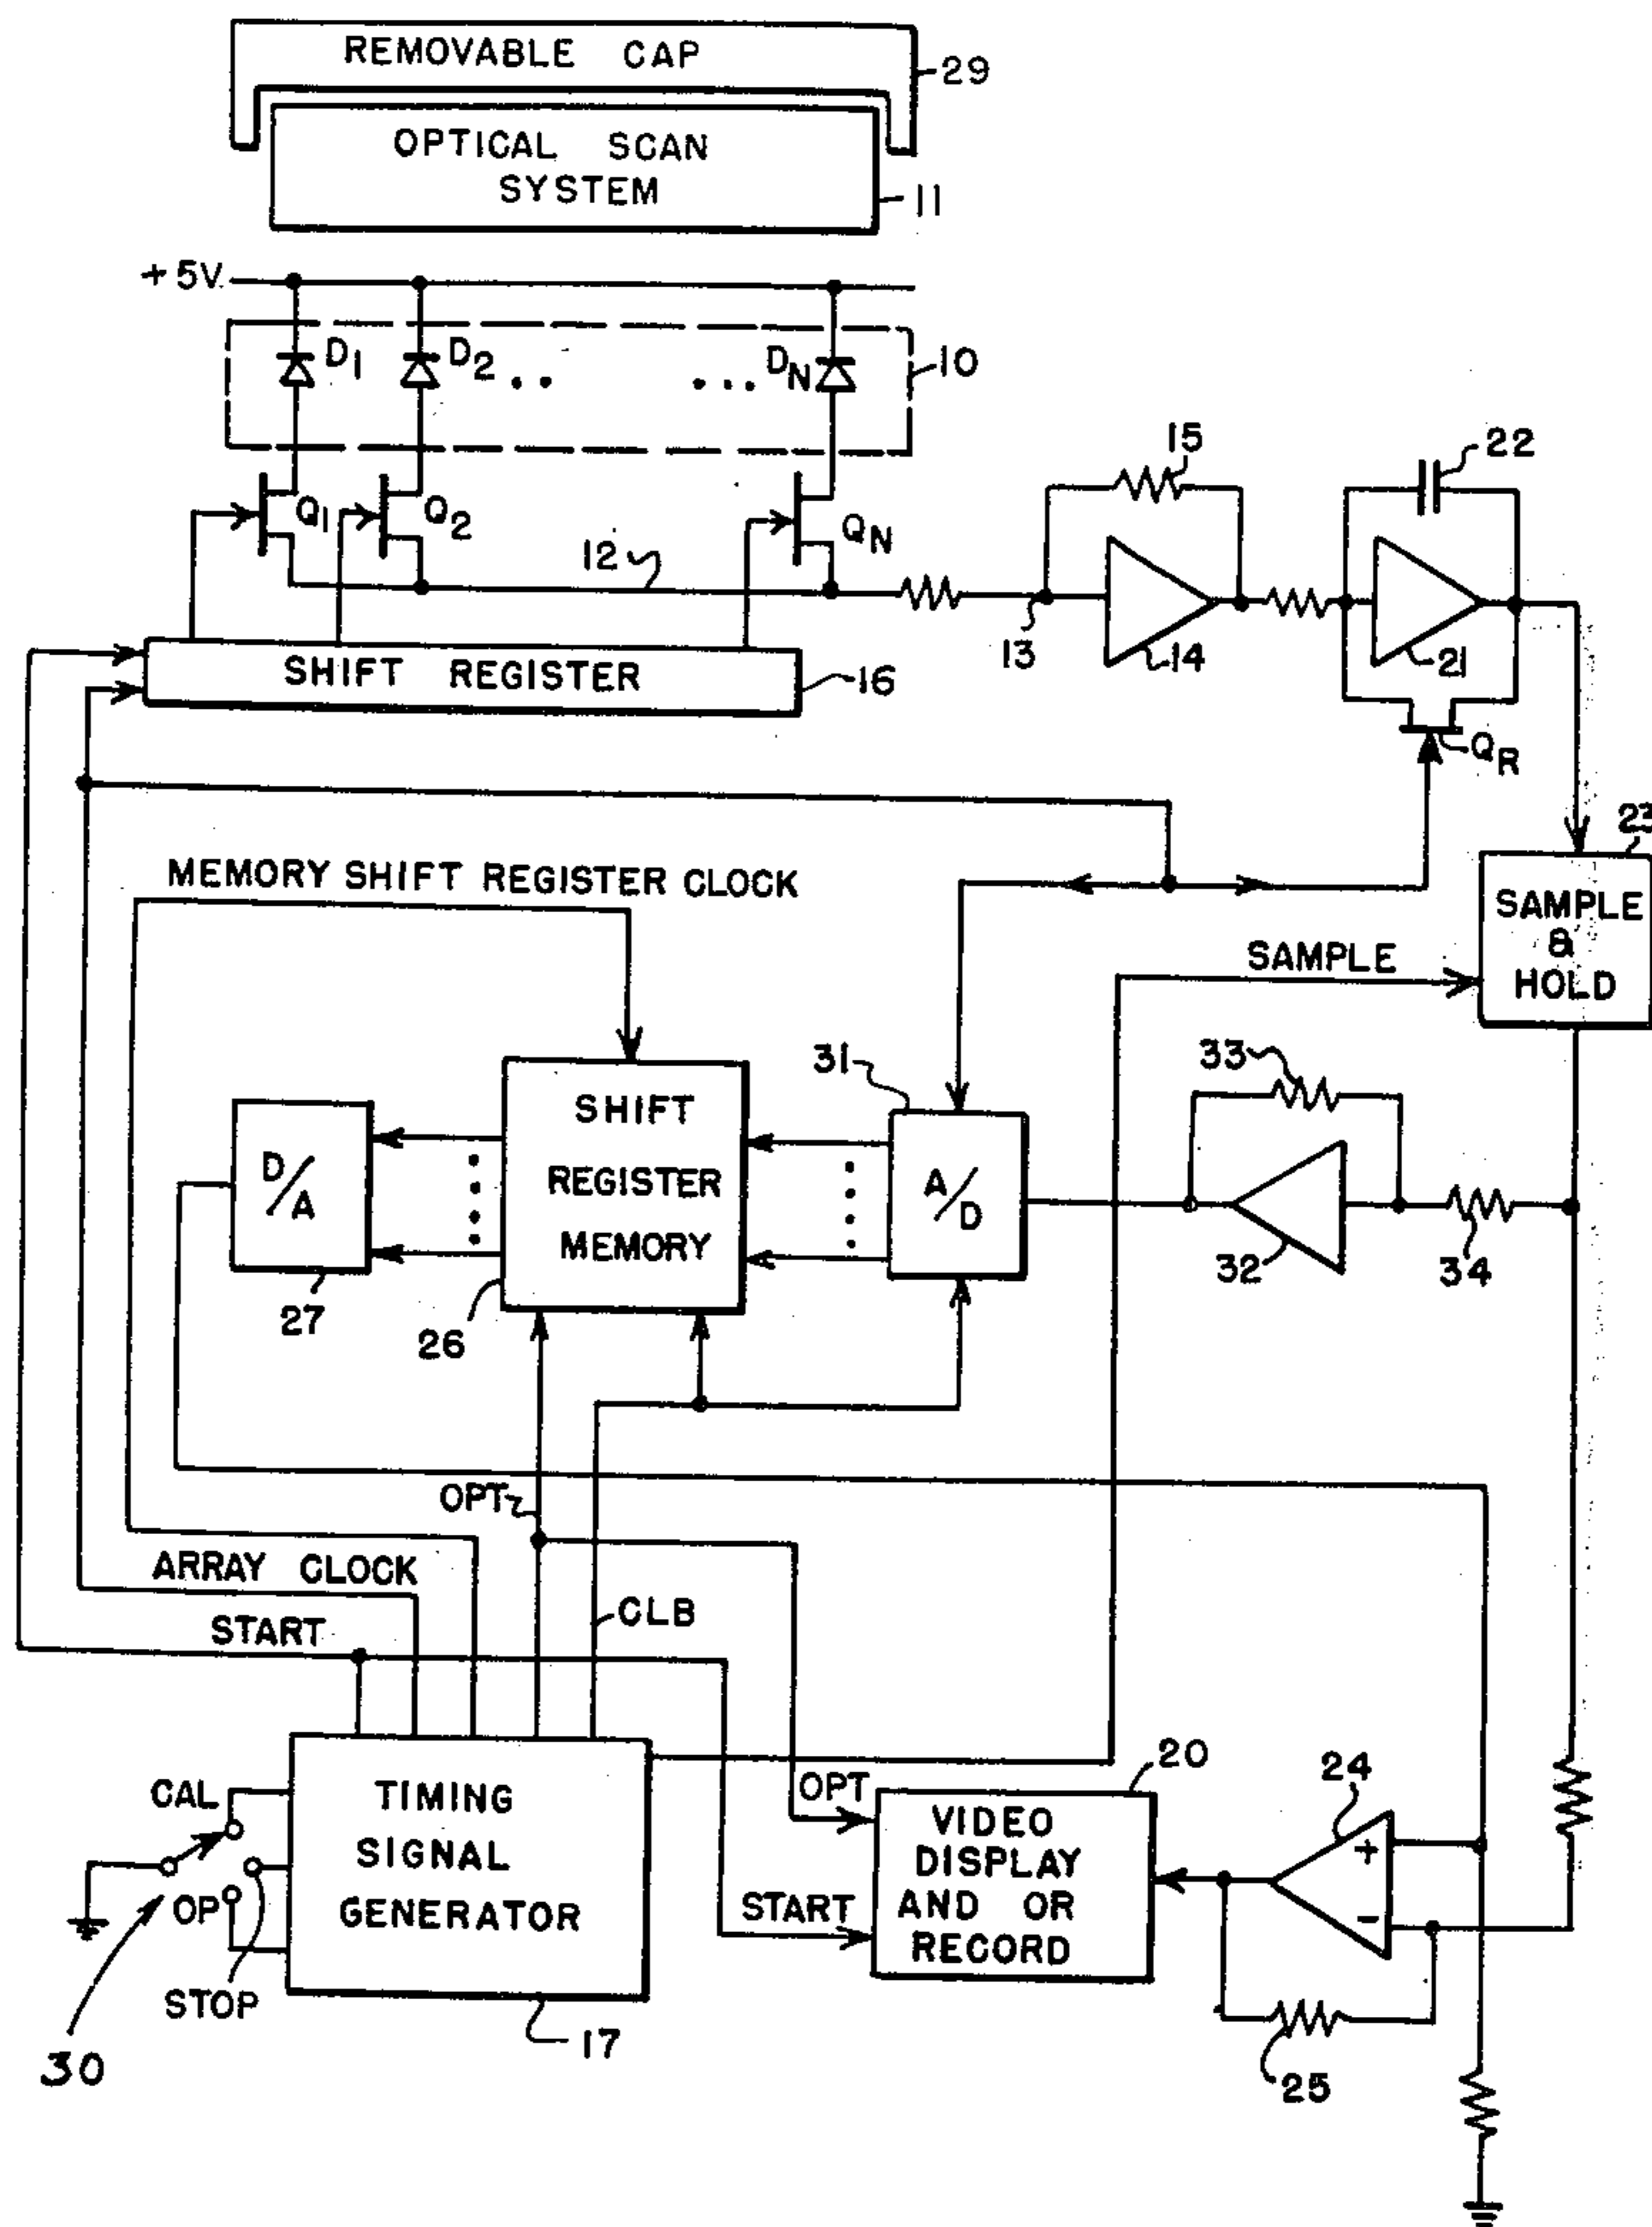 REMOVABLE CAP
29
OPTICAL SCAN
SYSTEM
11
+5V
D1
D2
DN
10
Q1
Q2
QN
12
13
14
15
22
21
QR
SHIFT REGISTER
16
23
MEMORY SHIFT REGISTER CLOCK
SAMPLE
&
HOLD
SAMPLE
33
31
SHIFT
REGISTER
MEMORY
D/A
A/D
27
26
32
34
OPT
ARRAY CLOCK
START
CLB
20
24
OPT
CAL
TIMING
SIGNAL
GENERATOR
VIDEO
DISPLAY
AND OR
RECORD
+
-
OP
START
STOP
17
30
25